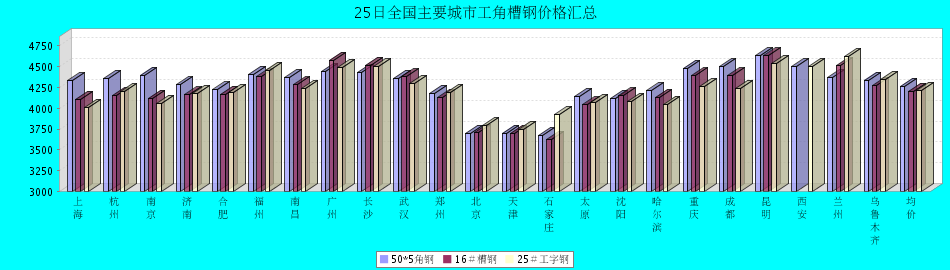 25日全国主要城市工角槽钢价格汇总
4750
4500
4250
4000
3750
3500
3250
3000
上海
杭州
南京
济南
合肥
福州
南昌
广州
长沙
武汉
郑州
北京
天津
石家庄
太原
沈阳
哈尔滨
重庆
成都
昆明
西安
兰州
乌鲁木齐
均价
50*5角钢
16#槽钢
25#工字钢